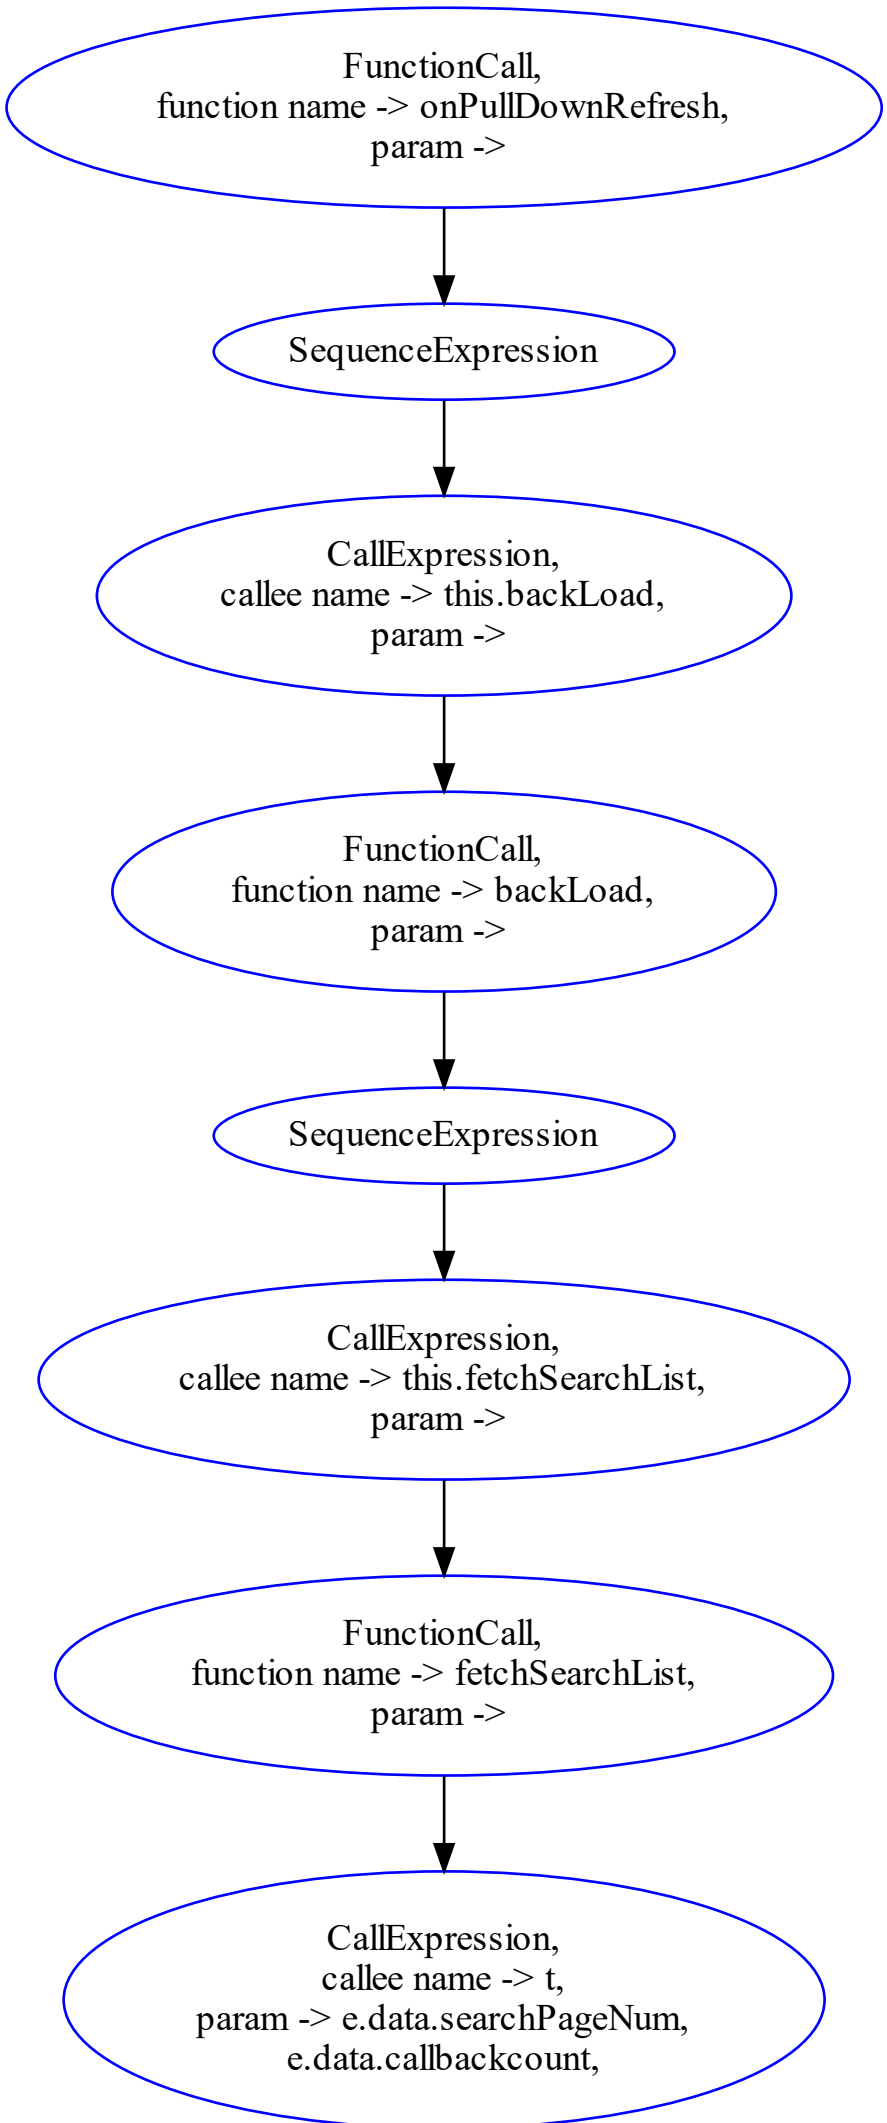 FunctionCall,
function name -> onPullDownRefresh,
param ->
SequenceExpression
CallExpression,
callee name -> this.backLoad,
param ->
FunctionCall,
function name -> backLoad,
param ->
SequenceExpression
CallExpression,
callee name -> this.fetchSearchList,
param ->
FunctionCall,
function name -> fetchSearchList,
param ->
CallExpression,
callee name -> t,
param -> e.data.searchPageNum,
e.data.callbackcount,